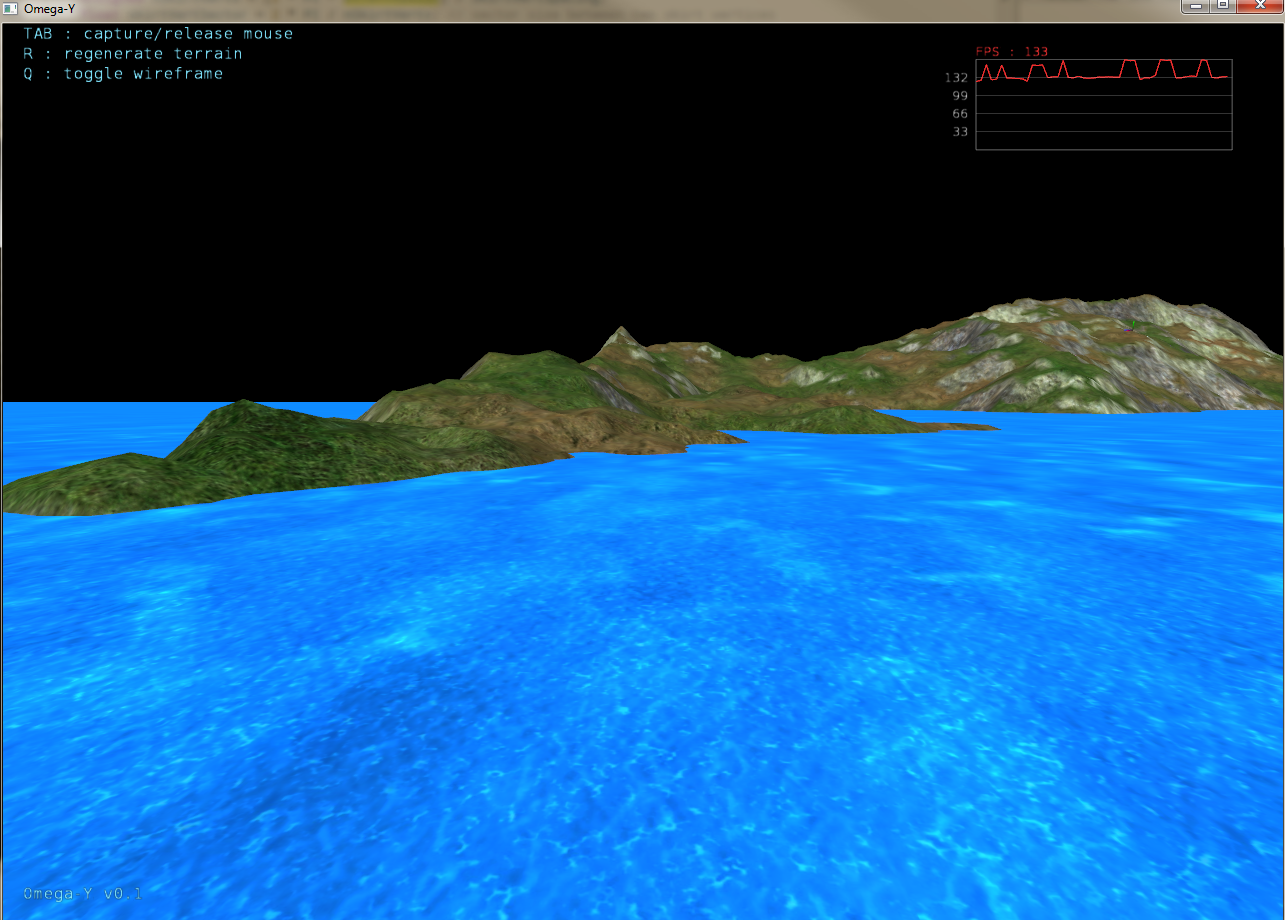 Omega-Y
TAB : capture/release mouse
R : regenerate terrain
Q : toggle wireframe
FPS : 133
132
99
66
33
Omega-Y v0.1